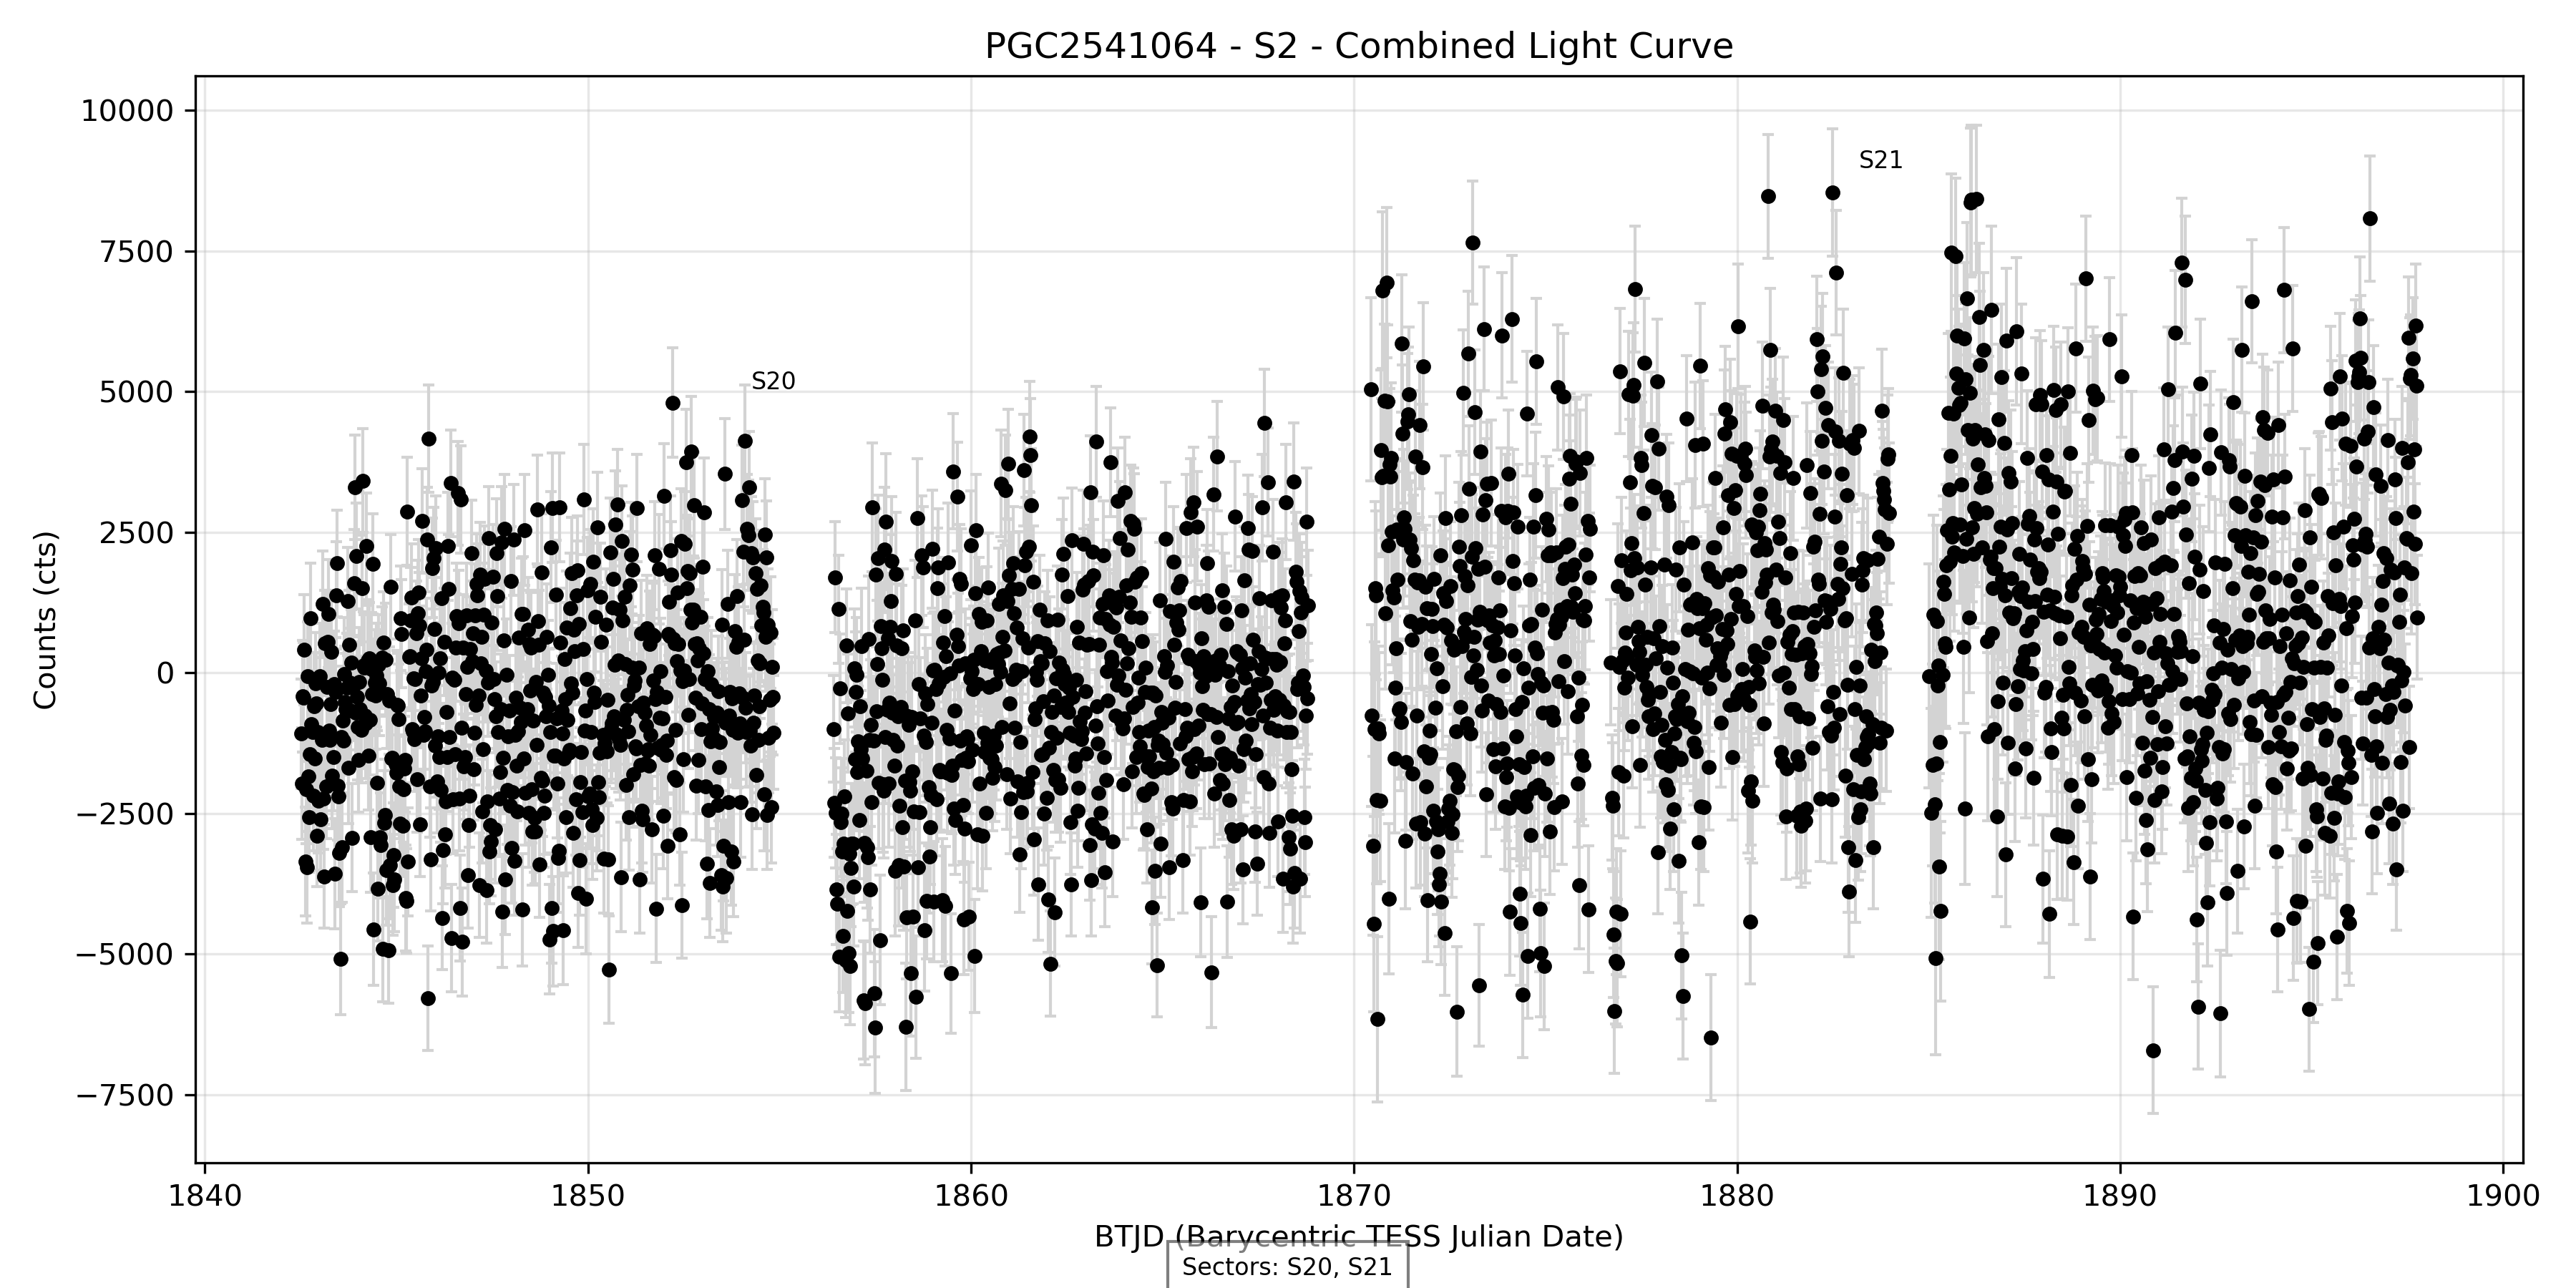 PGC2541064 - S2 - Combined Light Curve
10000
7500
5000
2500
0
−2500
−5000
−7500
Counts (cts)
S20
S21
1840 1850 1860 1870 1880 1890 1900
BTJD (Barycentric TESS Julian Date)
Sectors: S20, S21